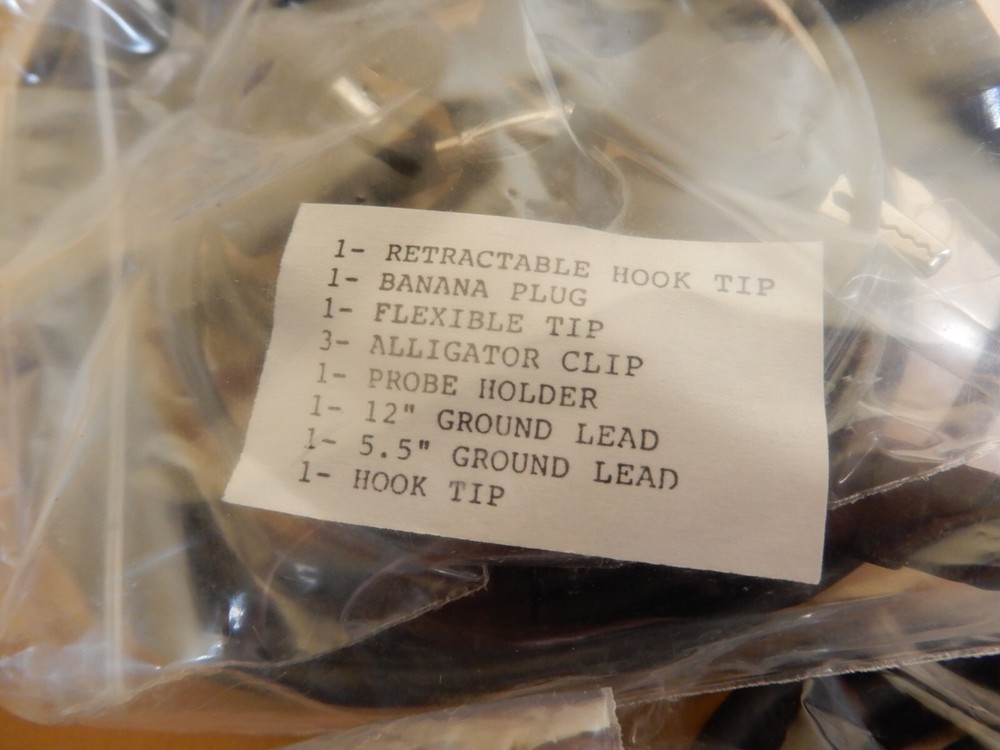 1- RETRACTABLE HOOK TIP
1- BANANA PLUG
1- FLEXIBLE TIP
3- ALLIGATOR CLIP
1- PROBE HOLDER
1- 12" GROUND LEAD
1- 5.5" GROUND LEAD
1- HOOK TIP